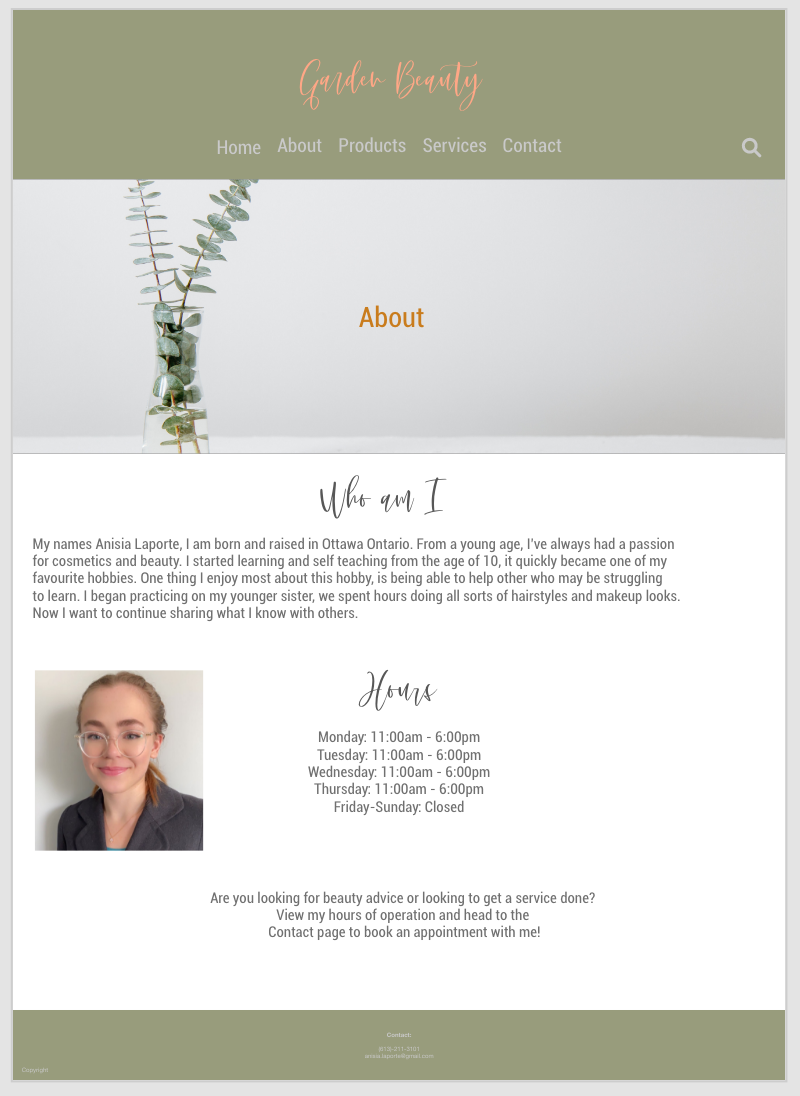 Garden Beauty
Home About Products Services Contact
About
Who am I
My names Anisia Laporte, I am born and raised in Ottawa Ontario. From a young age, I've always had a passion
for cosmetics and beauty. I started learning and self teaching from the age of 10, it quickly became one of my
favourite hobbies. One thing I enjoy most about this hobby, is being able to help other who may be struggling
to learn. I began practicing on my younger sister, we spent hours doing all sorts of hairstyles and makeup looks.
Now I want to continue sharing what I know with others.
Hours
Monday: 11:00am - 6:00pm
Tuesday: 11:00am - 6:00pm
Wednesday: 11:00am - 6:00pm
Thursday: 11:00am - 6:00pm
Friday-Sunday: Closed
Are you looking for beauty advice or looking to get a service done?
View my hours of operation and head to the
Contact page to book an appointment with me!
Contact:
anisia.laporte@gmail.com
Copyright